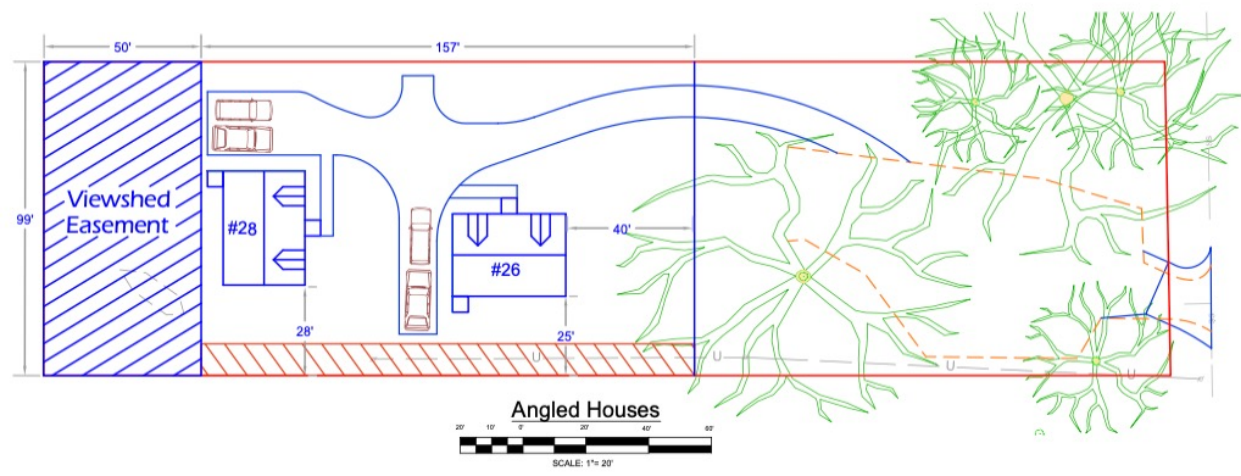 50'
157'
99'
Viewshed
Easement
#28
#26
40'
28'
25'
U
U
U
U
Angled Houses
20' 10' 0' 20' 40' 60'
SCALE: 1"= 20'